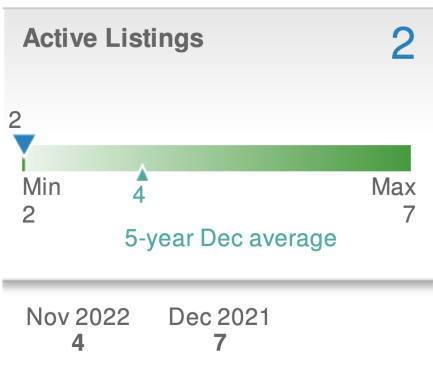 Active Listings 2
2
Min Max
2 4 7
5-year Dec average
Nov 2022 Dec 2021
4 7